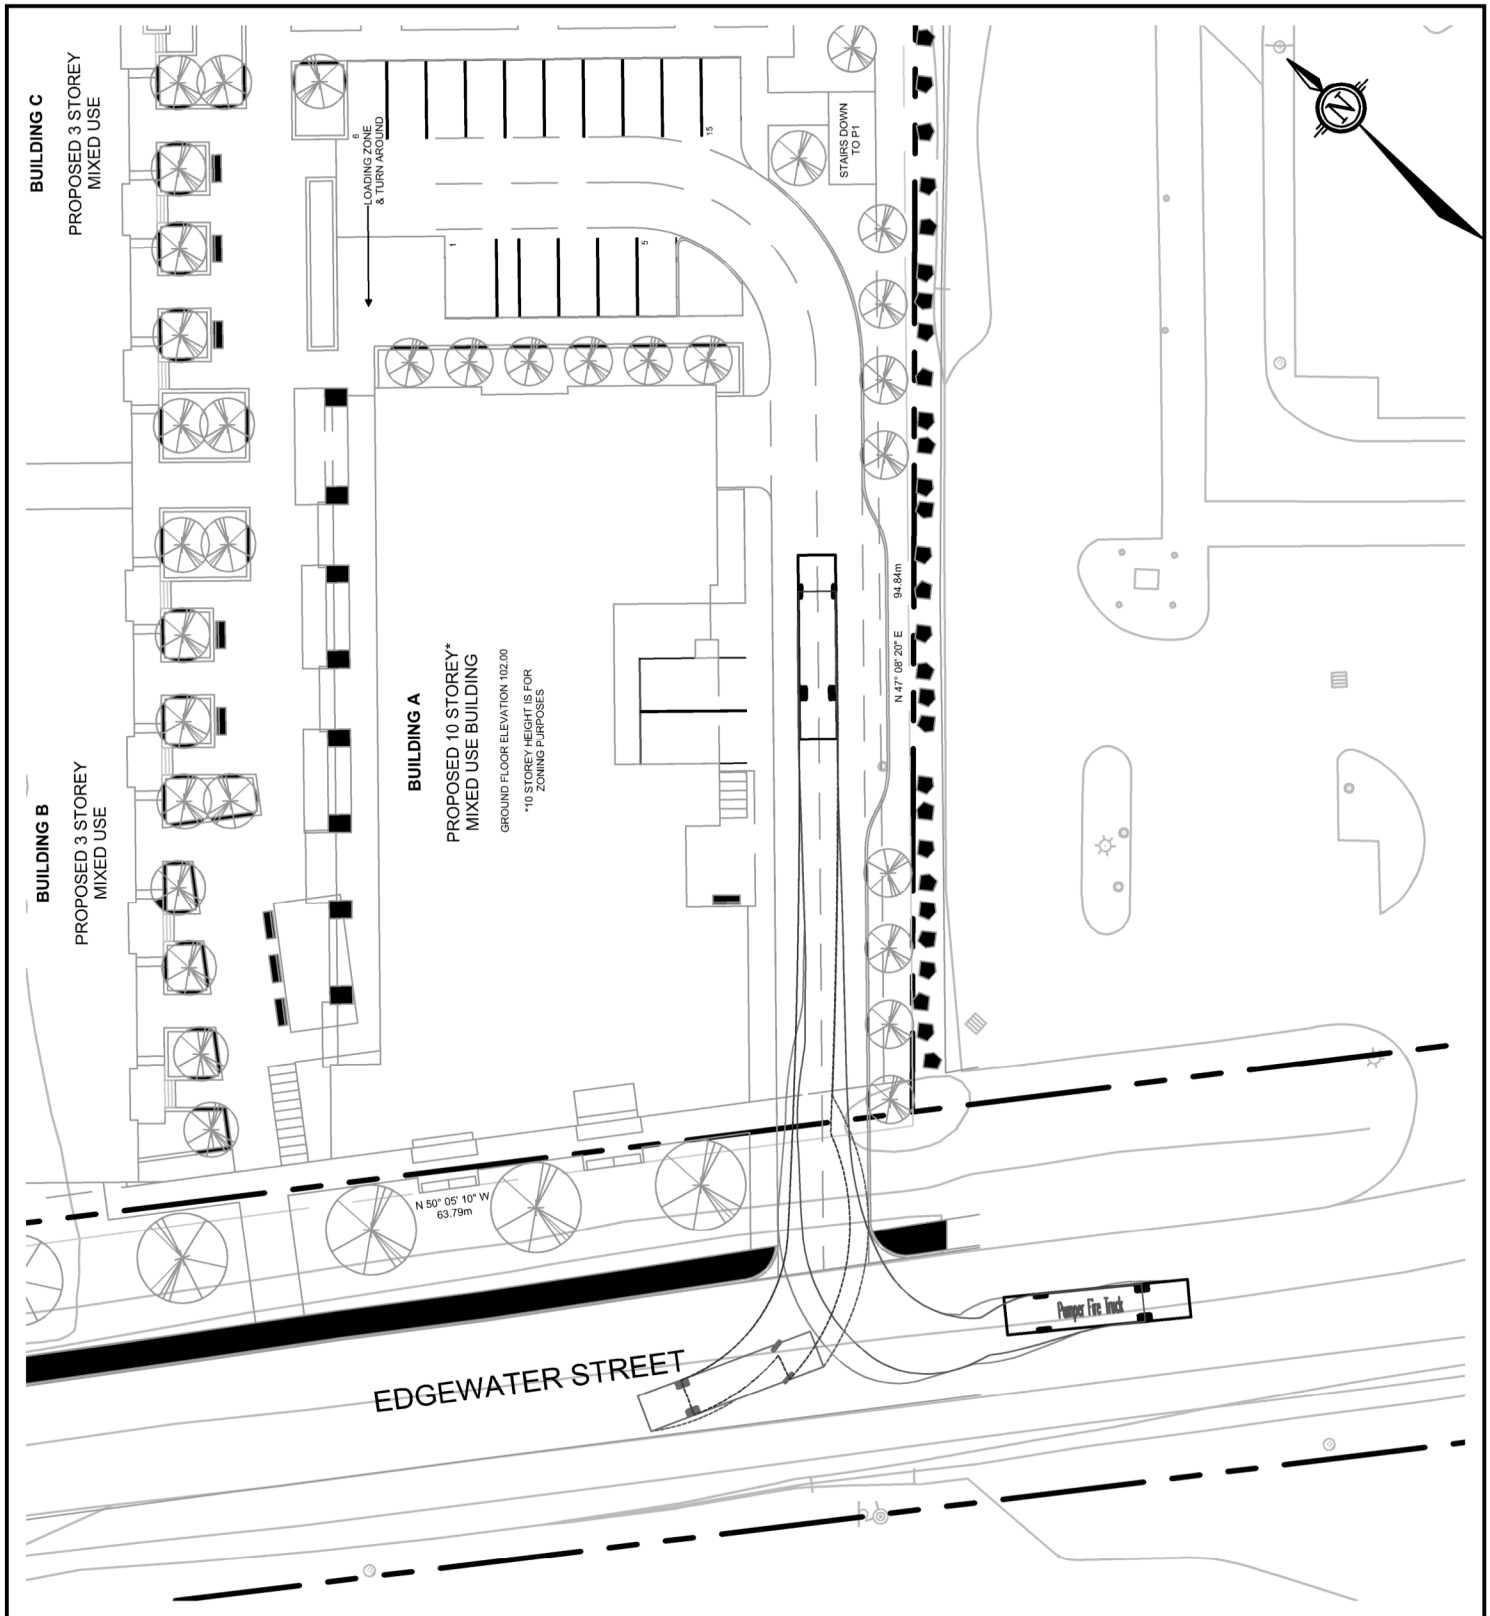 BUILDING C
PROPOSED 3 STOREY
MIXED USE
6
LOADING ZONE
& TURN AROUND
15
STAIRS DOWN
TO P1
N
1
5
94.84m
N 47° 08' 20" E
BUILDING A
PROPOSED 10 STOREY*
MIXED USE BUILDING
GROUND FLOOR ELEVATION 102.00
*10 STOREY HEIGHT IS FOR
ZONING PURPOSES
BUILDING B
PROPOSED 3 STOREY
MIXED USE
N 50° 05' 10" W
63.79m
Pumper Fire Truck
EDGEWATER STREET